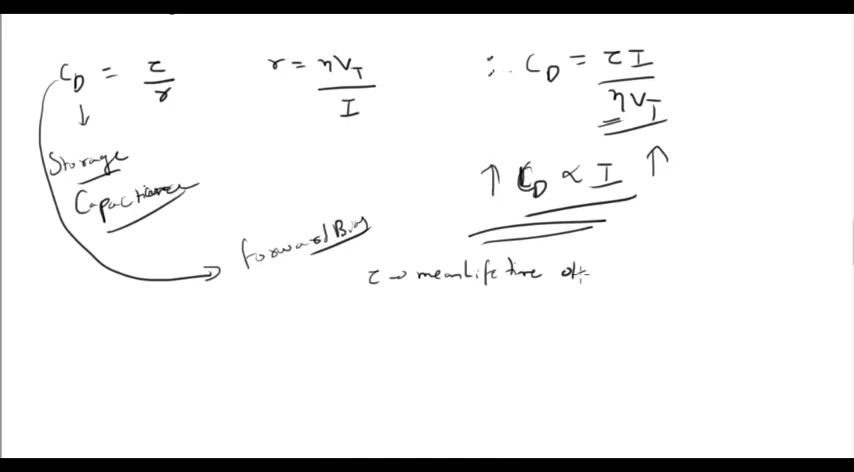 C_D = τ/r
r = ηV_T/I
∴ C_D = τI/ηV_T
↓
Storage
Capacitance
↑ C_D ∝ I ↑
forward Bias
τ → mean Life time of